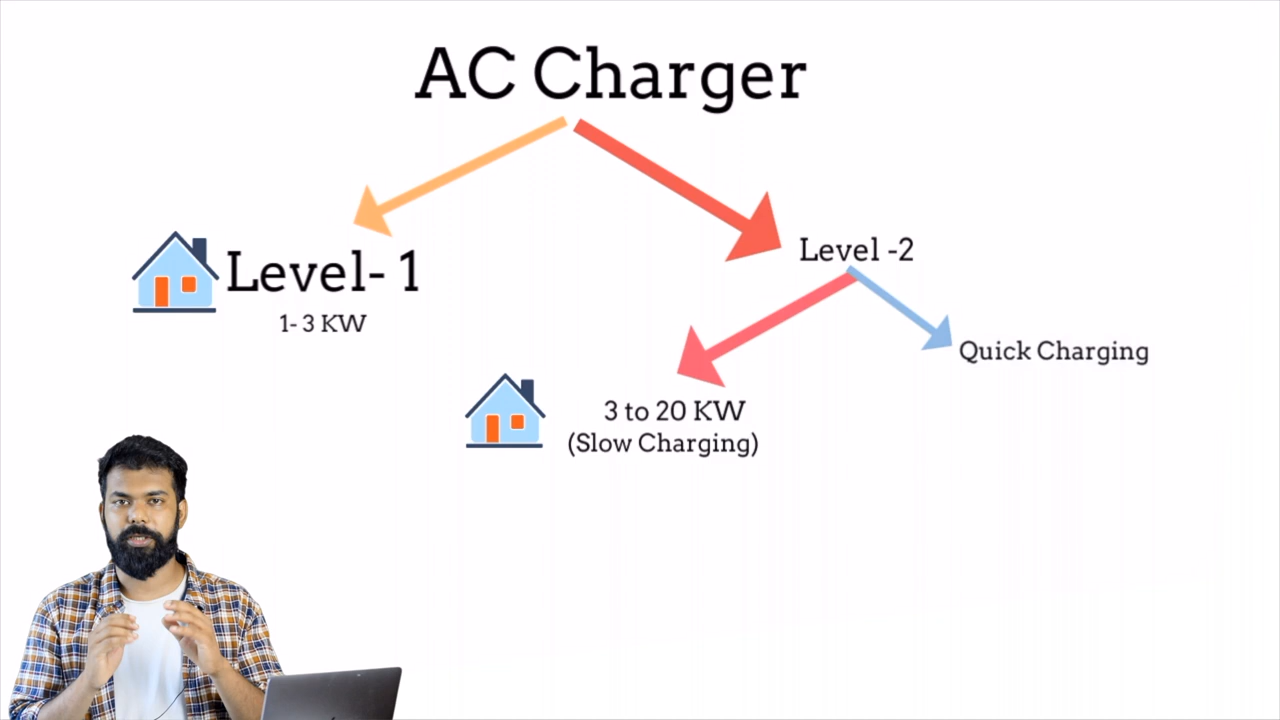 AC Charger
Level- 1
1- 3 KW
Level -2
Quick Charging
3 to 20 KW
(Slow Charging)